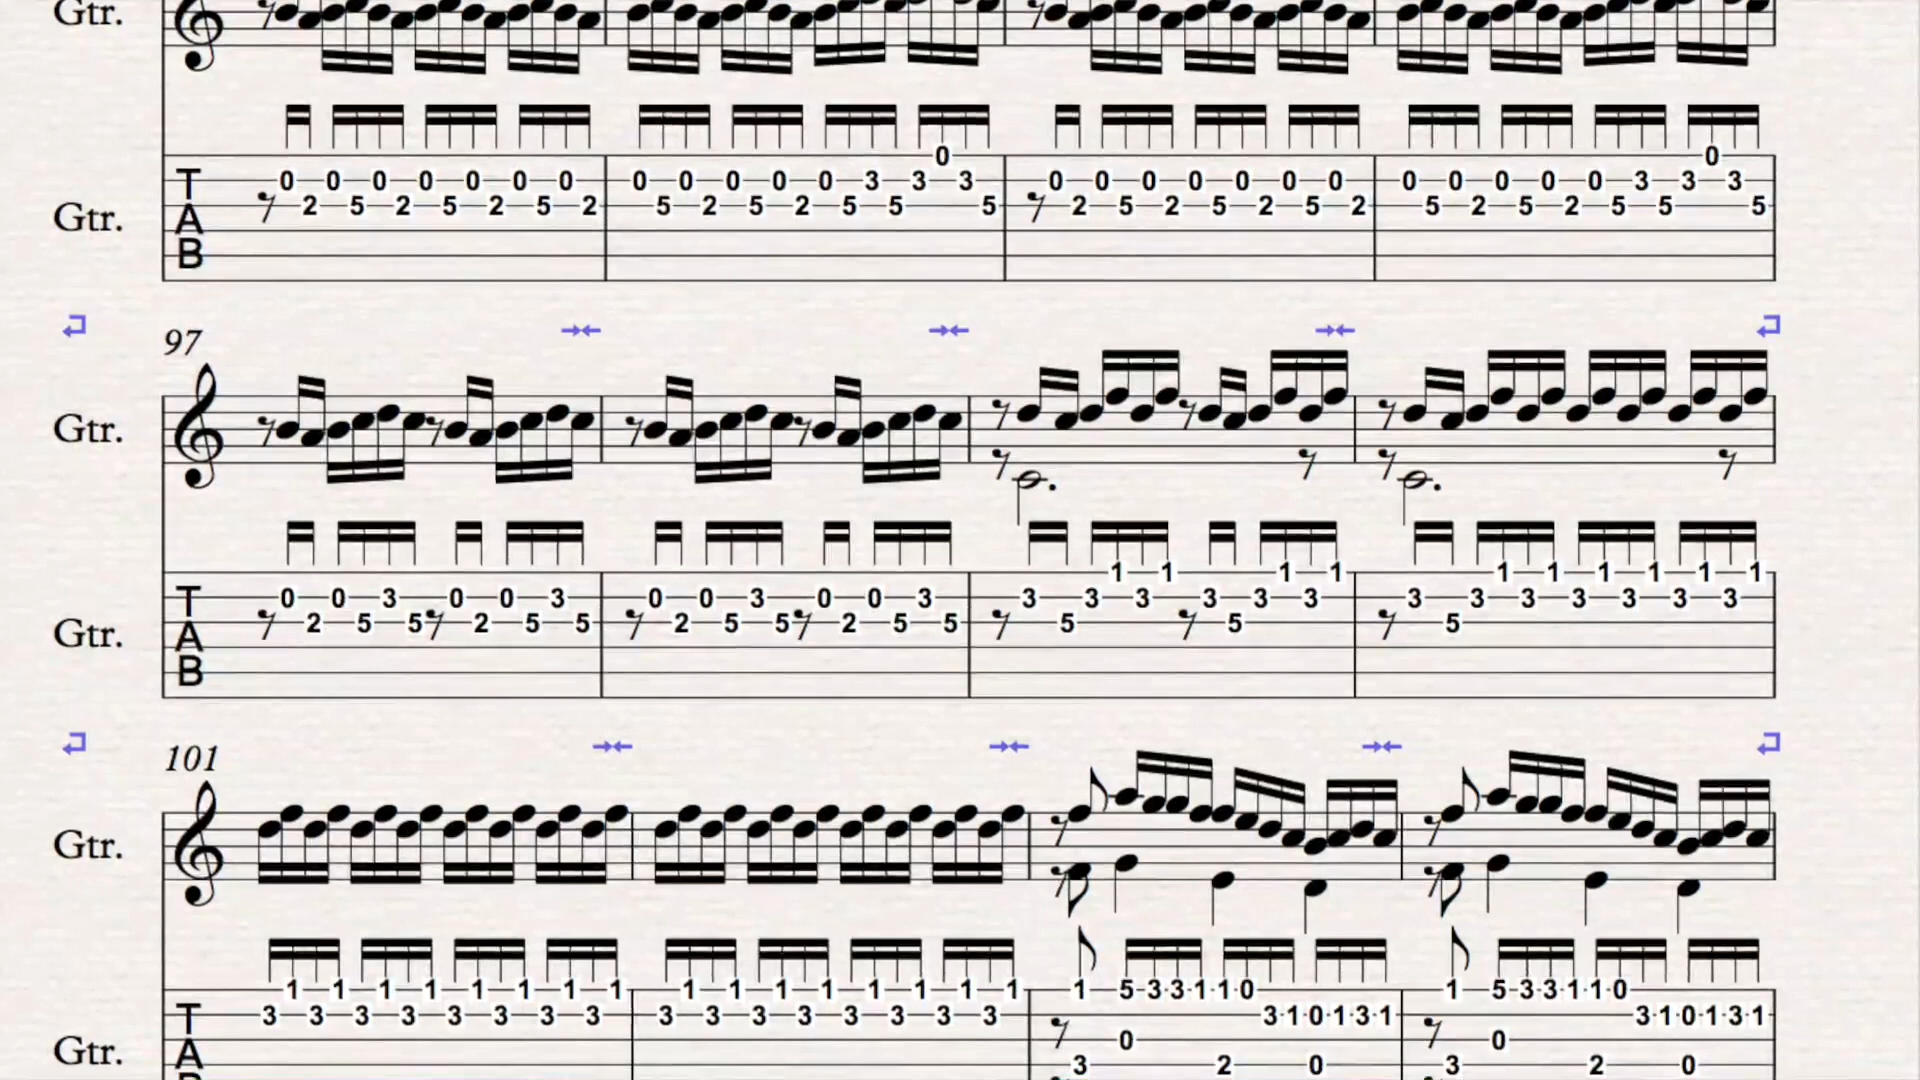 Gtr.
0
T 0 0 0 0 0 0 0 0 0 0 0 0 3 3 3 0 0 0 0 0 0 0 0 0 0 0 0 3 3 3
Gtr. A 2 5 2 5 2 5 2 5 2 5 2 5 5 5 2 5 2 5 2 5 2 5 2 5 2 5 5 5
B
0
97
Gtr.
1 1 1 1 1 1 1 1 1 1
T 0 0 3 0 0 3 0 0 3 0 0 3 3 3 3 3 3 3 3 3 3 3 3 3 3
Gtr. A 2 5 5 2 5 5 2 5 5 2 5 5 5 5 5
B
101
Gtr.
1 1 1 1 1 1 1 1 1 1 1 1 1 1 1 1 1 5 3 3 1 1 0 1 5 3 3 1 1 0
T 3 3 3 3 3 3 3 3 3 3 3 3 3 3 3 3 3 1 0 1 3 1 3 1 0 1 3 1
Gtr. A 0 0
3 2 0 3 2 0